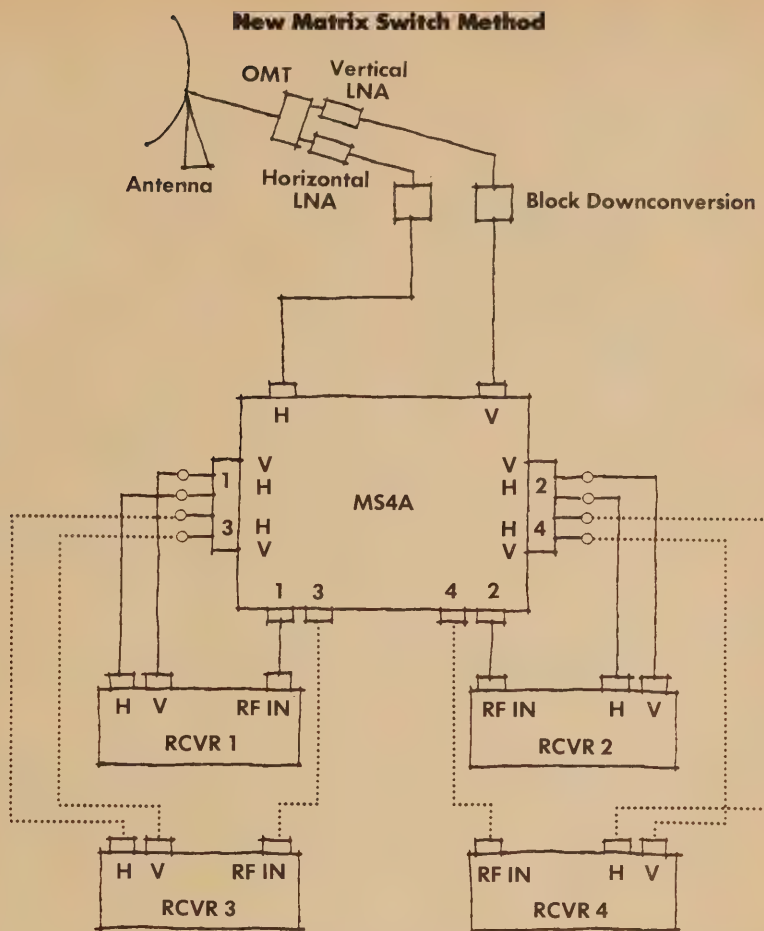 New Matrix Switch Method
OMT
Vertical
LNA
Antenna
Horizontal
LNA
Block Downconversion
H
V
V
1
H
H
3
V
MS4A
V
H
2
H
4
V
1
3
4
2
H
V
RF IN
RCVR 1
RF IN
H
V
RCVR 2
H
V
RF IN
RCVR 3
RF IN
H
V
RCVR 4